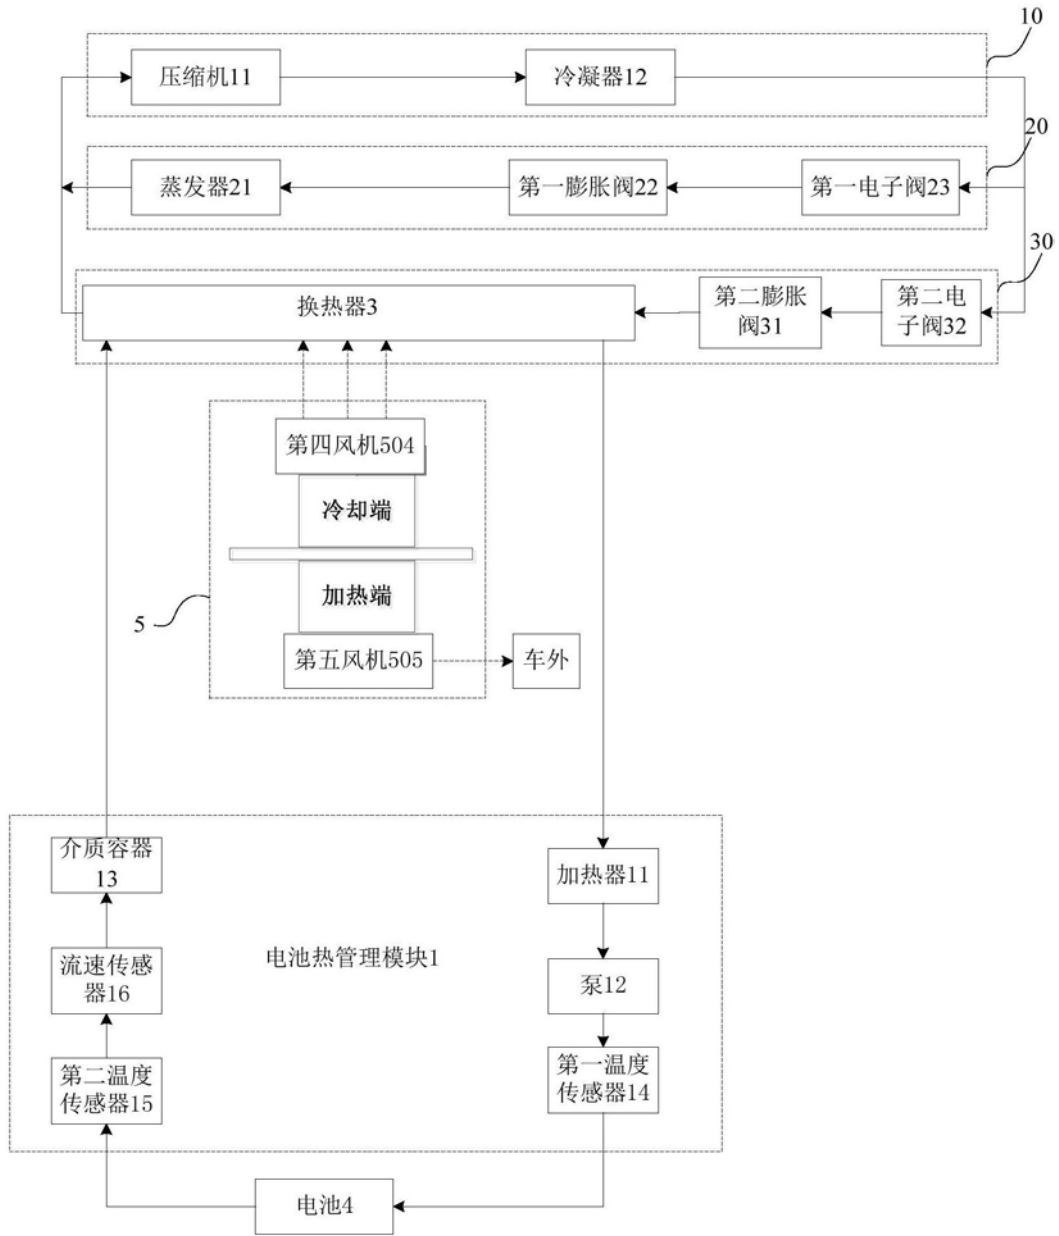 10
压缩机11
冷凝器12
20
蒸发器21
第一膨胀阀22
第一电子阀23
30
换热器3
第二膨胀
阀31
第二电
子阀32
第四风机504
冷却端
加热端
5
第五风机505
车外
介质容器
13
加热器11
流速传感
器16
电池热管理模块1
泵12
第二温度
传感器15
第一温度
传感器14
电池4